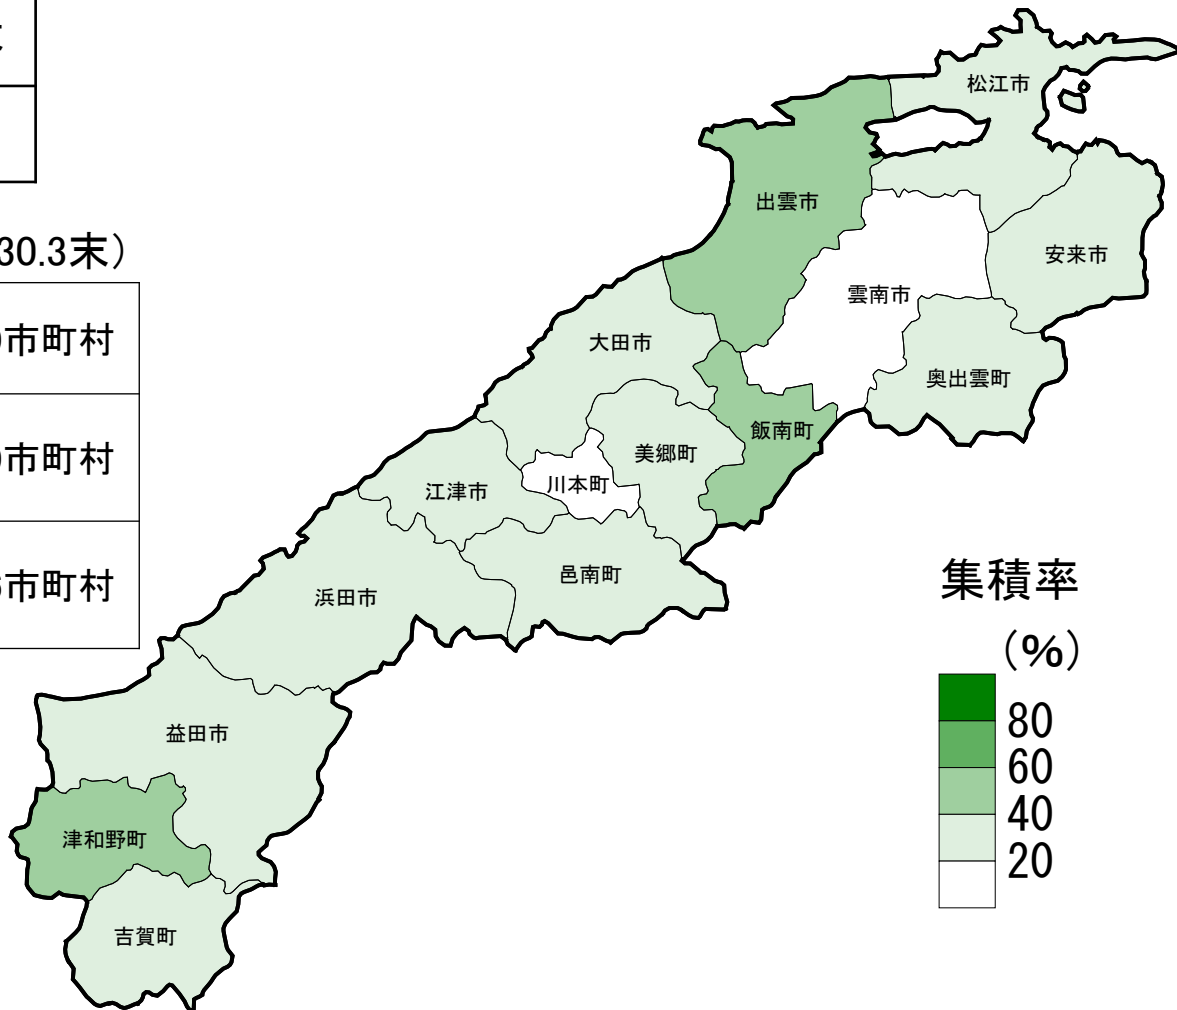 30.3末）
市町村
市町村
市町村
松江市
出雲市
安来市
雲南市
大田市
奥出雲町
飯南町
美郷町
川本町
江津市
邑南町
浜田市
益田市
津和野町
吉賀町
集積率
（%）
80
60
40
20